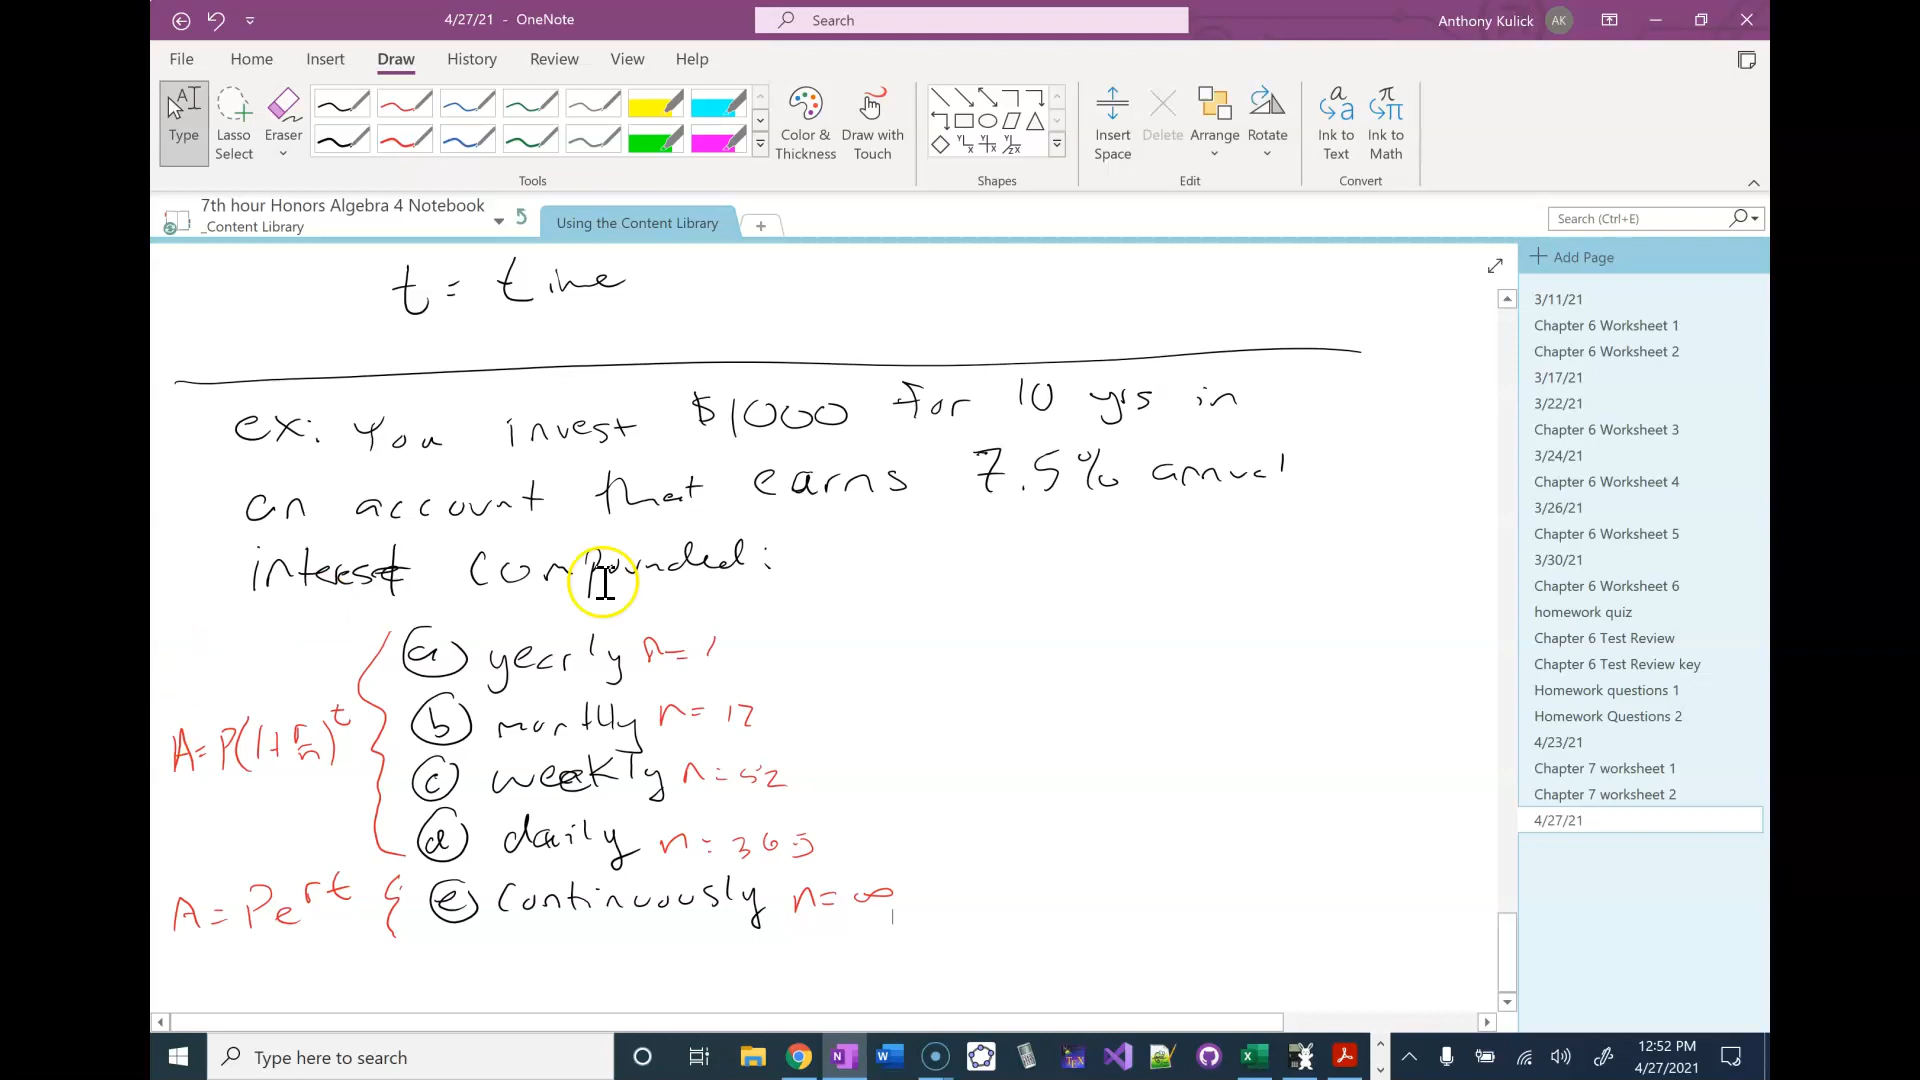 4/27/21 - OneNote
Search
Anthony Kulick
AK
File Home Insert Draw History Review View Help
Type
Lasso Select
Eraser
Color & Thickness
Draw with Touch
Insert Space
Delete
Arrange
Rotate
Ink to Text
Ink to Math
Tools
Shapes
Edit
Convert
7th hour Honors Algebra 4 Notebook
_Content Library
Using the Content Library
Search (Ctrl+E)
Add Page
3/11/21
Chapter 6 Worksheet 1
Chapter 6 Worksheet 2
3/17/21
3/22/21
Chapter 6 Worksheet 3
3/24/21
Chapter 6 Worksheet 4
3/26/21
Chapter 6 Worksheet 5
3/30/21
Chapter 6 Worksheet 6
homework quiz
Chapter 6 Test Review
Chapter 6 Test Review key
Homework questions 1
Homework Questions 2
4/23/21
Chapter 7 worksheet 1
Chapter 7 worksheet 2
4/27/21
t = time
ex: You invest $1000 for 10 yrs in
an account that earns 7.5% annual
interest compounded:
(a) yearly n=1
(b) monthly n=12
A=P(1+r/n)^t
(c) weekly n=52
(d) daily n=365
A=Pe^rt { (e) continuously n=∞
Type here to search
12:52 PM
4/27/2021